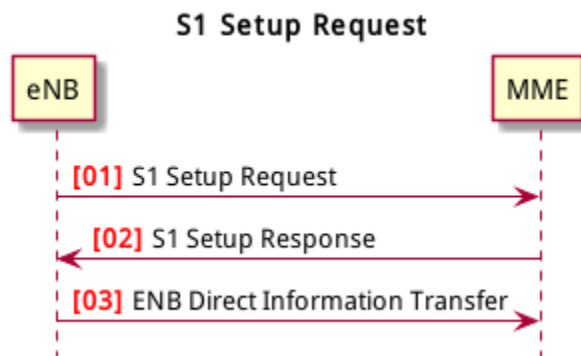 S1 Setup Request
eNB
MME
[01] S1 Setup Request
[02] S1 Setup Response
[03] ENB Direct Information Transfer